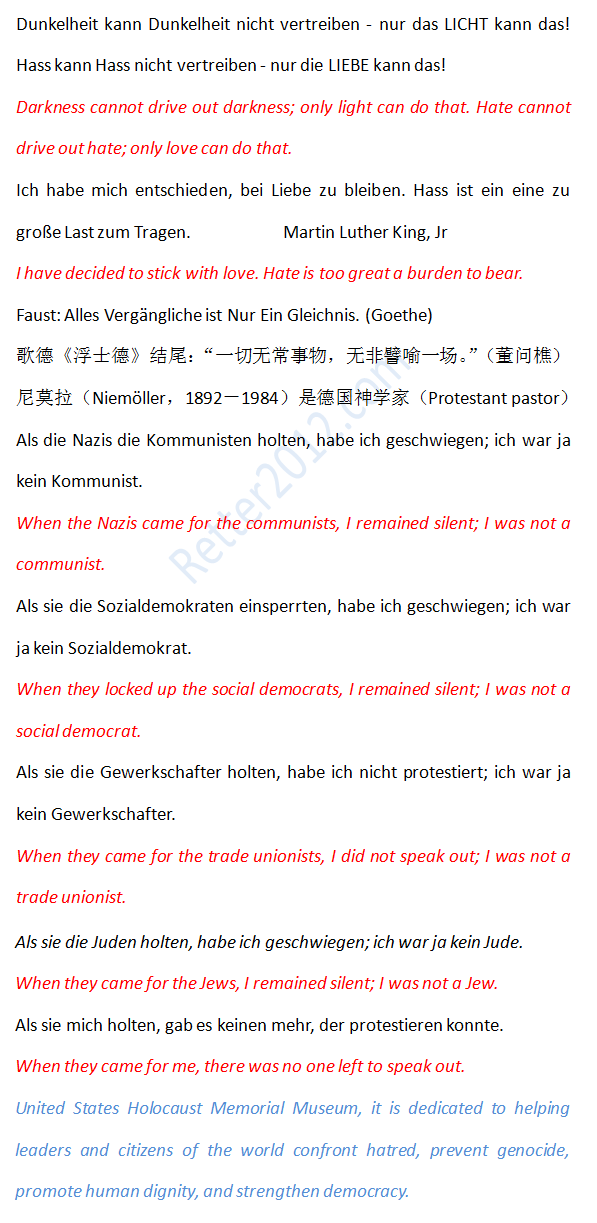 Dunkelheit kann Dunkelheit nicht vertreiben - nur das LICHT kann das!
Hass kann Hass nicht vertreiben - nur die LIEBE kann das!
Darkness cannot drive out darkness; only light can do that. Hate cannot
drive out hate; only love can do that.
Ich habe mich entschieden, bei Liebe zu bleiben. Hass ist ein eine zu
große Last zum Tragen. Martin Luther King, Jr
I have decided to stick with love. Hate is too great a burden to bear.
Faust: Alles Vergängliche ist Nur Ein Gleichnis. (Goethe)
歌德《浮士德》结尾：“一切无常事物，无非譬喻一场。”（董问樵）
尼莫拉（Niemöller，1892－1984）是德国神学家（Protestant pastor）
Als die Nazis die Kommunisten holten, habe ich geschwiegen; ich war ja
kein Kommunist.
When the Nazis came for the communists, I remained silent; I was not a
communist.
Als sie die Sozialdemokraten einsperrten, habe ich geschwiegen; ich war
ja kein Sozialdemokrat.
When they locked up the social democrats, I remained silent; I was not a
social democrat.
Als sie die Gewerkschafter holten, habe ich nicht protestiert; ich war ja
kein Gewerkschafter.
When they came for the trade unionists, I did not speak out; I was not a
trade unionist.
Als sie die Juden holten, habe ich geschwiegen; ich war ja kein Jude.
When they came for the Jews, I remained silent; I was not a Jew.
Als sie mich holten, gab es keinen mehr, der protestieren konnte.
When they came for me, there was no one left to speak out.
United States Holocaust Memorial Museum, it is dedicated to helping
leaders and citizens of the world confront hatred, prevent genocide,
promote human dignity, and strengthen democracy.
Retter2012.com